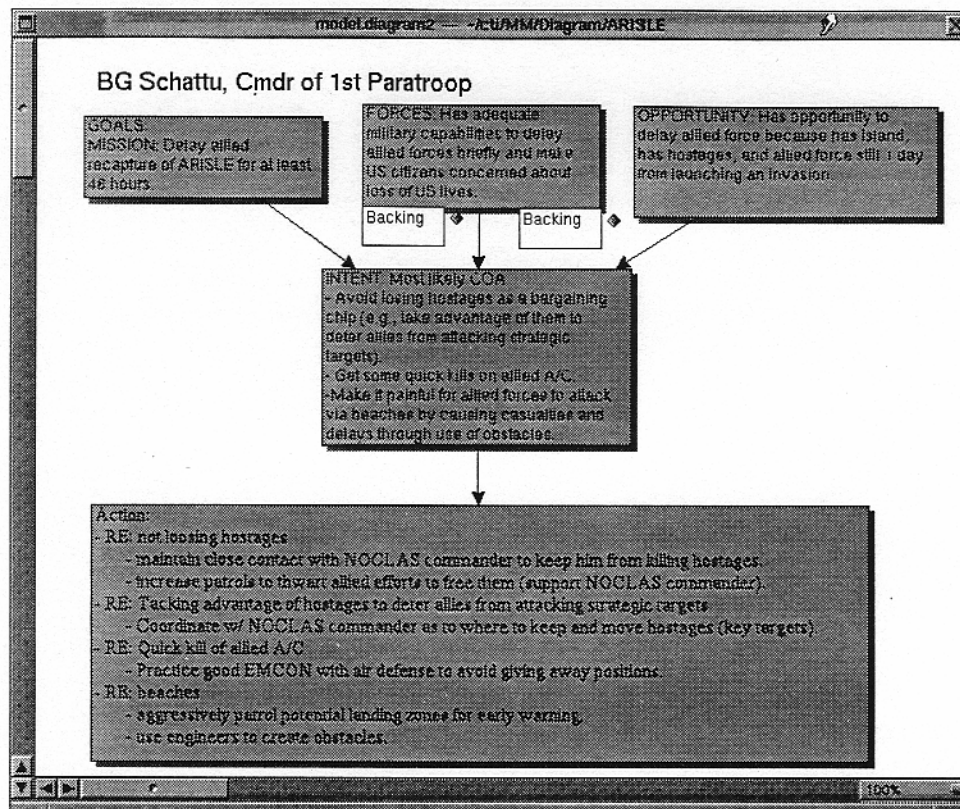 model.diagram2 — ~/cti/MM/Diagram/ARISLE
BG Schattu, Cmdr of 1st Paratroop
GOALS:
MISSION: Delay allied
recapture of ARISLE for at least
48 hours.
FORCES: Has adequate
military capabilities to delay
allied forces briefly and make
US citizens concerned about
loss of US lives.
OPPORTUNITY: Has opportunity to
delay allied force because has island,
has hostages, and allied force still 1 day
from launching an invasion.
Backing
Backing
INTENT: Most likely COA
- Avoid losing hostages as a bargaining
chip (e.g., take advantage of them to
deter allies from attacking strategic
targets).
- Get some quick kills on allied A/C.
-Make it painful for allied forces to attack
via beaches by causing casualties and
delays through use of obstacles.
Action:
- RE: not loosing hostages
- maintain close contact with NOCLAS commander to keep him from killing hostages.
- increase patrols to thwart allied efforts to free them (support NOCLAS commander).
- RE: Tacking advantage of hostages to deter allies from attacking strategic targets
- Coordinate w/ NOCLAS commander as to where to keep and move hostages (key targets)
- RE: Quick kill of allied A/C
- Practice good EMCON with air defense to avoid giving away positions.
- RE: beaches
- aggressively patrol potential landing zones for early warning.
- use engineers to create obstacles.
100%